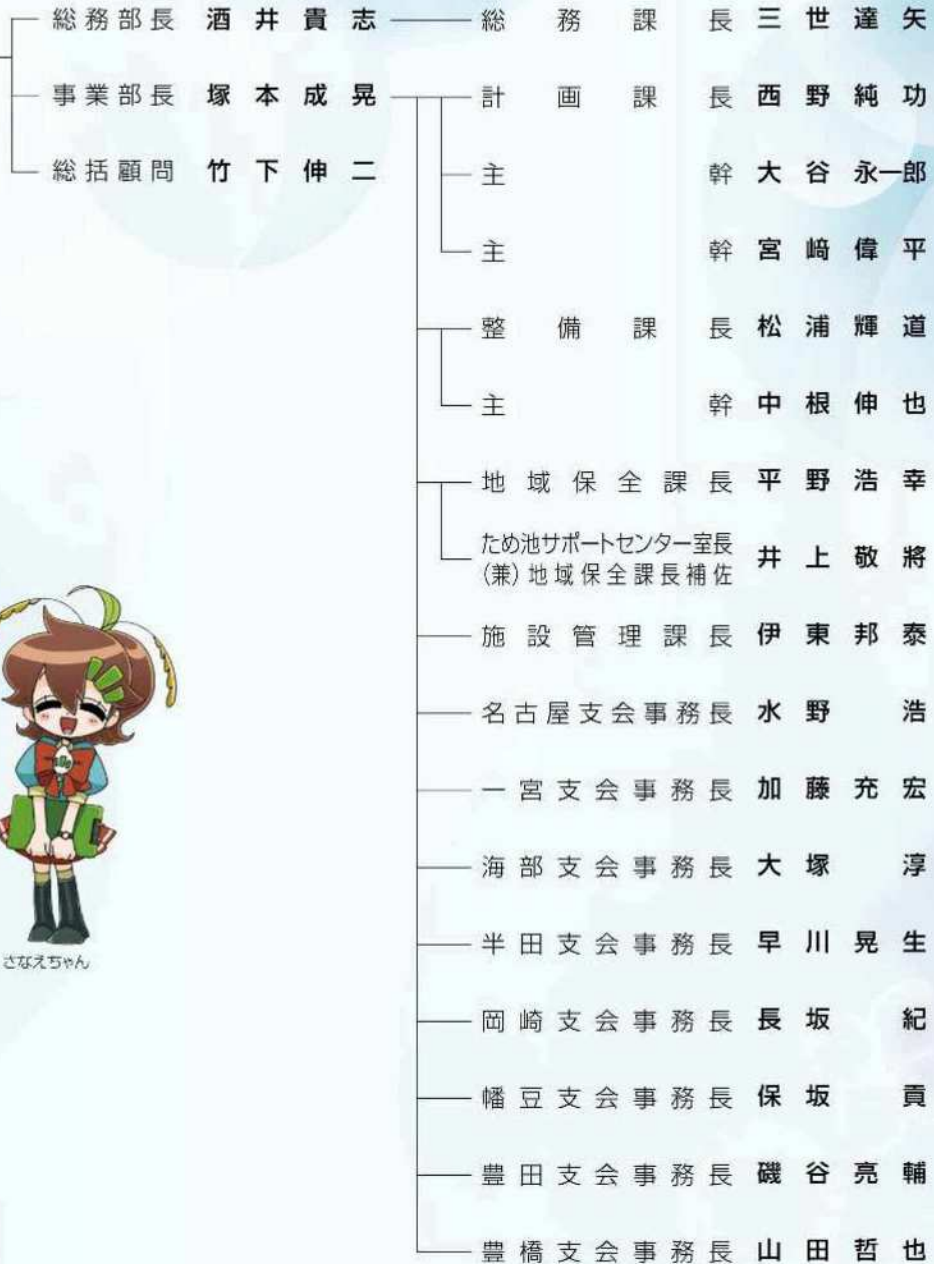 総務部長 酒井貴志 総務課長 三世達矢
事業部長 塚本成晃 計画課長 西野純功
総括顧問 竹下伸二 主幹 大谷永一郎
主幹 宮﨑偉平
整備課長 松浦輝道
主幹 中根伸也
地域保全課長 平野浩幸
ため池サポートセンター室長
(兼)地域保全課長補佐 井上敬將
施設管理課長 伊東邦泰
名古屋支会事務長 水野浩
一宮支会事務長 加藤充宏
海部支会事務長 大塚淳
半田支会事務長 早川晃生
さなえちゃん
岡崎支会事務長 長坂紀
幡豆支会事務長 保坂貢
豊田支会事務長 磯谷亮輔
豊橋支会事務長 山田哲也